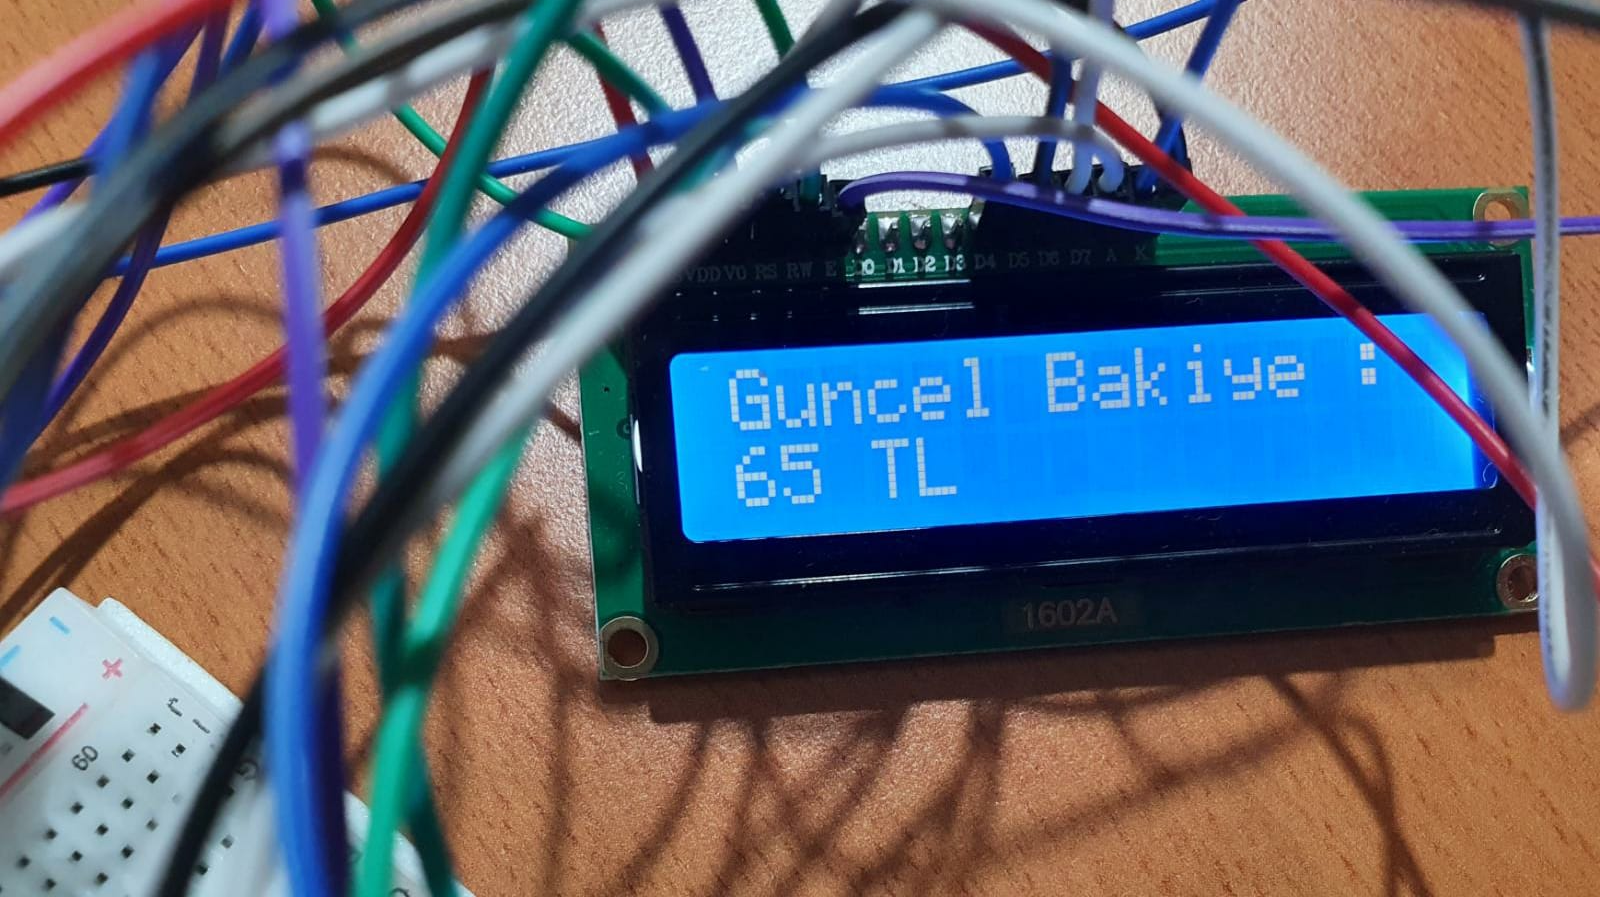 VDD V0 RS RW E D0 D1 D2 D3 D4 D5 D6 D7 A K
Guncel Bakiye :
65 TL
1602A
- +
-
60